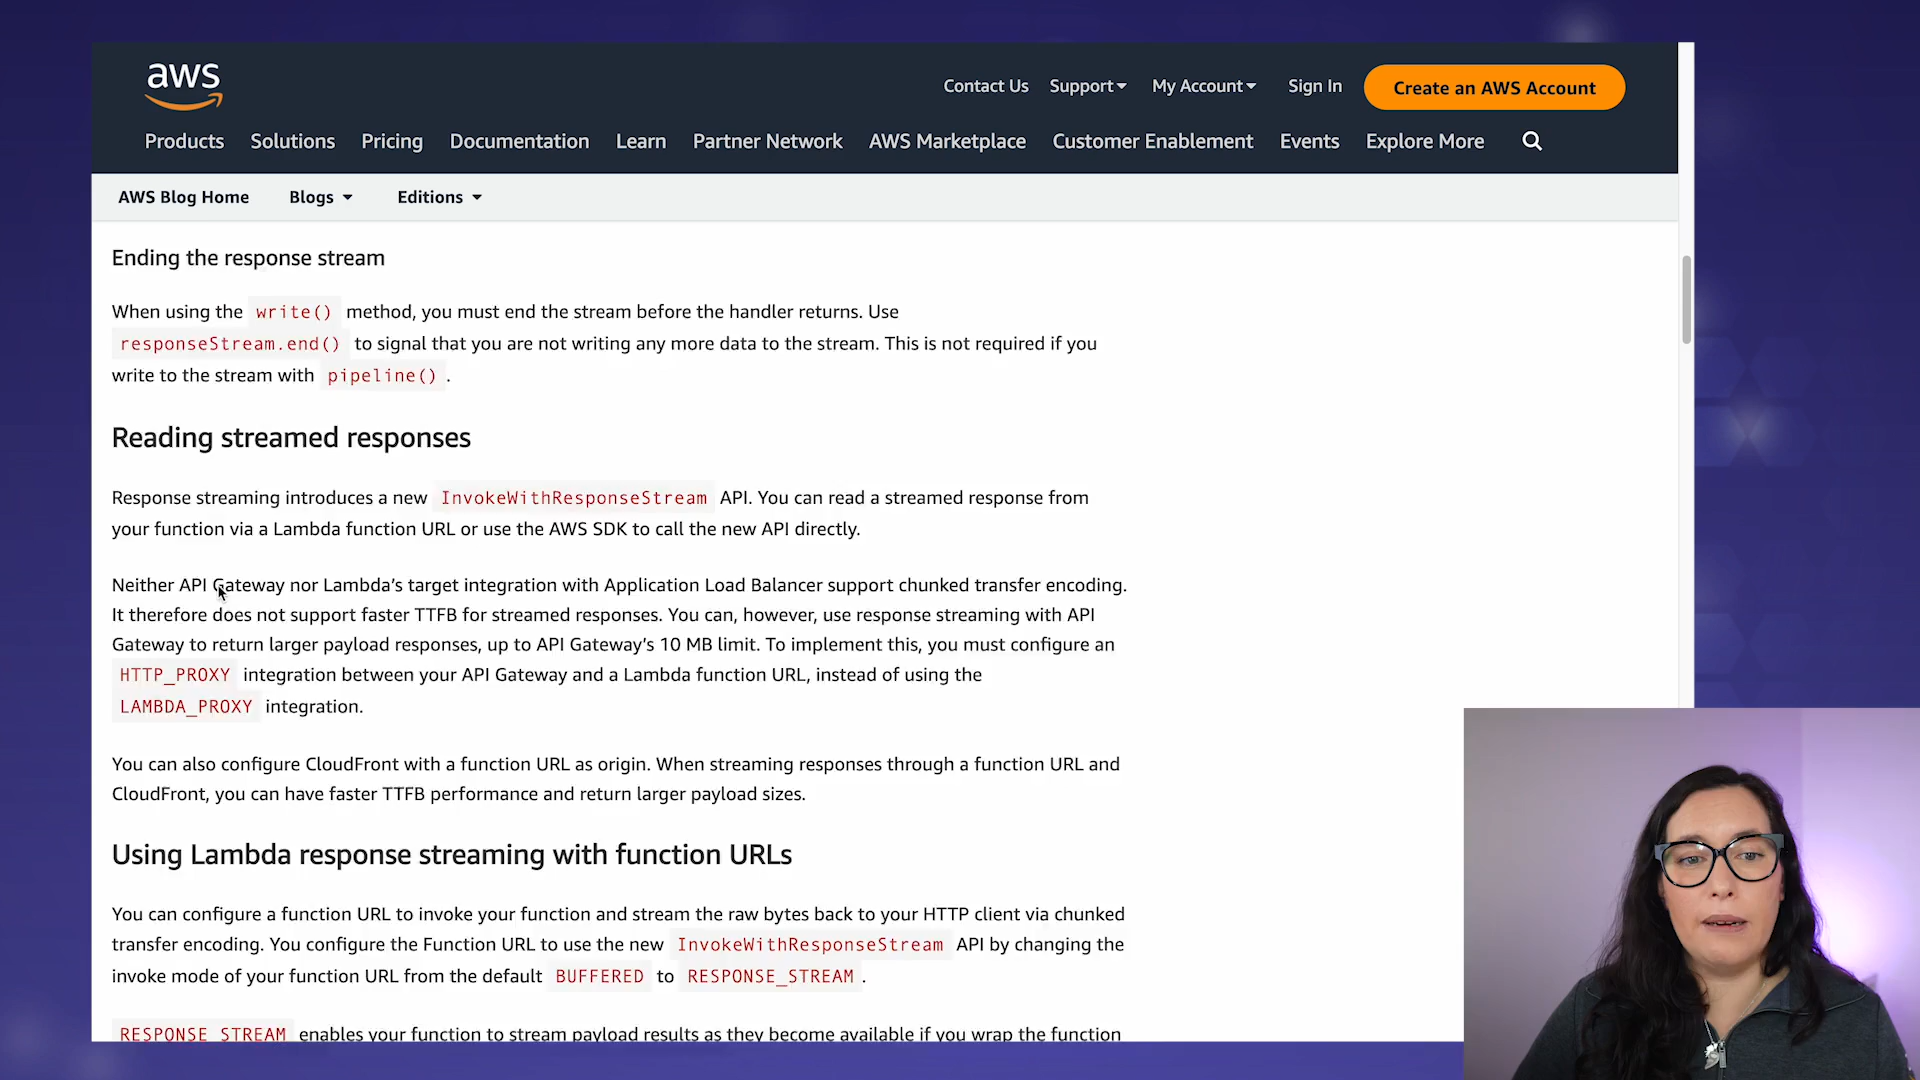 aws
Contact Us Support My Account Sign In Create an AWS Account
Products Solutions Pricing Documentation Learn Partner Network AWS Marketplace Customer Enablement Events Explore More
AWS Blog Home Blogs Editions
Ending the response stream
When using the write() method, you must end the stream before the handler returns. Use
responseStream.end() to signal that you are not writing any more data to the stream. This is not required if you
write to the stream with pipeline() .
Reading streamed responses
Response streaming introduces a new InvokeWithResponseStream API. You can read a streamed response from
your function via a Lambda function URL or use the AWS SDK to call the new API directly.
Neither API Gateway nor Lambda’s target integration with Application Load Balancer support chunked transfer encoding.
It therefore does not support faster TTFB for streamed responses. You can, however, use response streaming with API
Gateway to return larger payload responses, up to API Gateway’s 10 MB limit. To implement this, you must configure an
HTTP_PROXY integration between your API Gateway and a Lambda function URL, instead of using the
LAMBDA_PROXY integration.
You can also configure CloudFront with a function URL as origin. When streaming responses through a function URL and
CloudFront, you can have faster TTFB performance and return larger payload sizes.
Using Lambda response streaming with function URLs
You can configure a function URL to invoke your function and stream the raw bytes back to your HTTP client via chunked
transfer encoding. You configure the Function URL to use the new InvokeWithResponseStream API by changing the
invoke mode of your function URL from the default BUFFERED to RESPONSE_STREAM .
RESPONSE_STREAM enables your function to stream payload results as they become available if you wrap the function